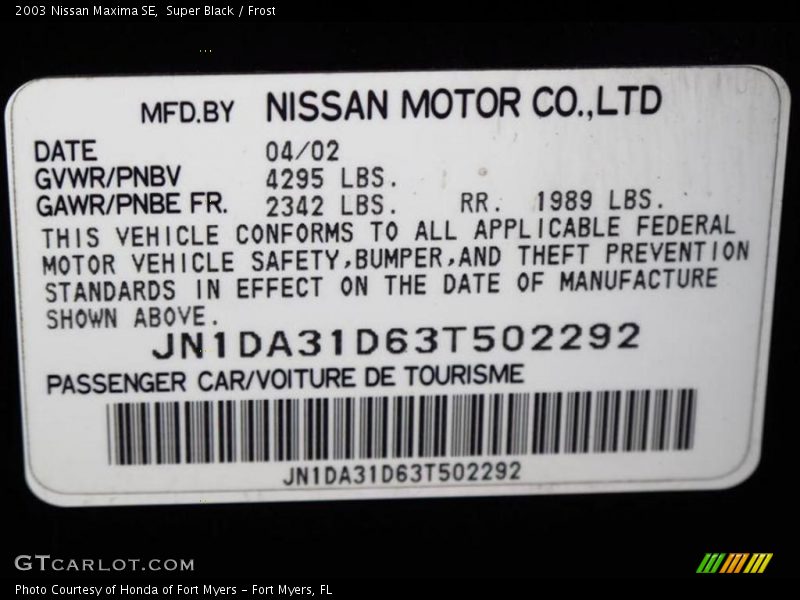 2003 Nissan Maxima SE,  Super Black / Frost
MFD.BY NISSAN MOTOR CO.,LTD
DATE 04/02
GVWR/PNBV 4295 LBS.
GAWR/PNBE FR. 2342 LBS. RR. 1989 LBS.
THIS VEHICLE CONFORMS TO ALL APPLICABLE FEDERAL
MOTOR VEHICLE SAFETY,BUMPER,AND THEFT PREVENTION
STANDARDS IN EFFECT ON THE DATE OF MANUFACTURE
SHOWN ABOVE.
JN1DA31D63T502292
PASSENGER CAR/VOITURE DE TOURISME
JN1DA31D63T502292
GTCARLOT.COM
Photo Courtesy of Honda of Fort Myers - Fort Myers, FL